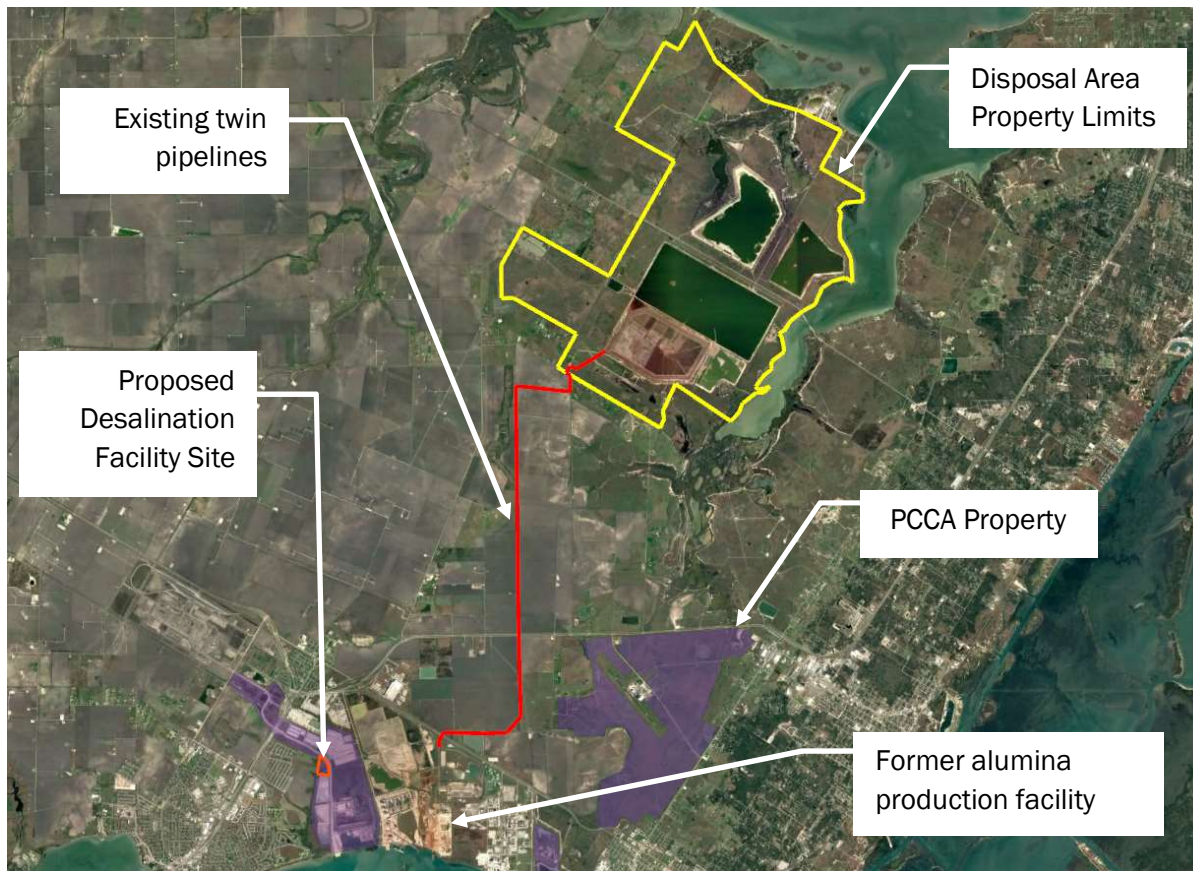 Disposal Area
Property Limits
Existing twin
pipelines
Proposed
Desalination
Facility Site
PCCA Property
Former alumina
production facility